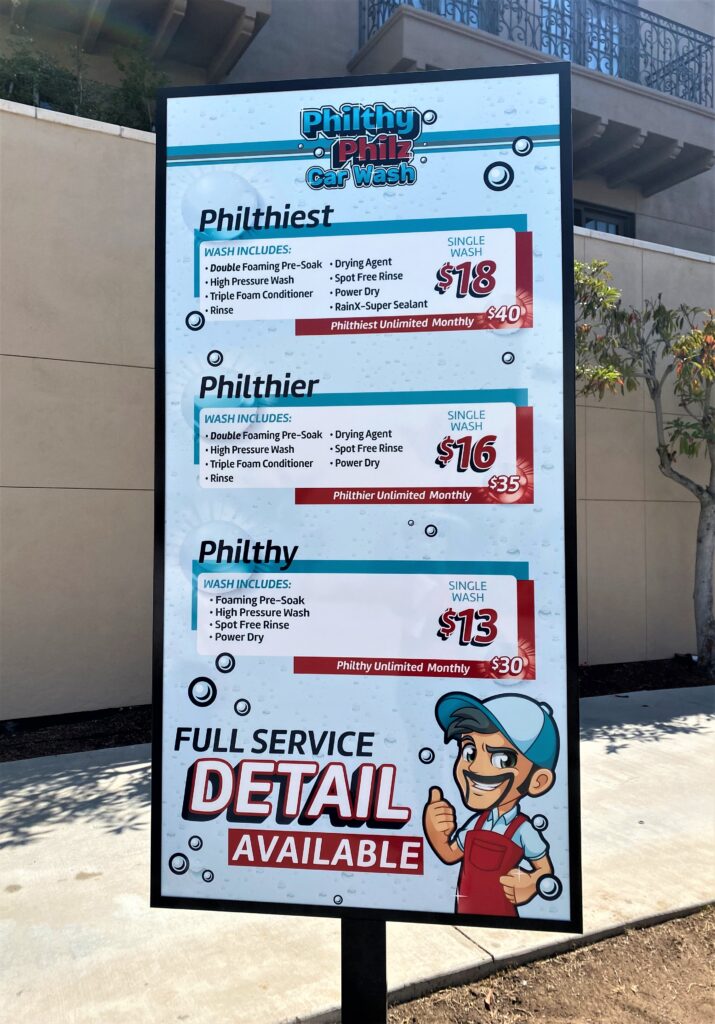 Philthy
Philz
Car Wash
Philthiest
WASH INCLUDES:
• Double Foaming Pre-Soak
• High Pressure Wash
• Triple Foam Conditioner
• Rinse
• Drying Agent
• Spot Free Rinse
• Power Dry
• RainX-Super Sealant
SINGLE
WASH
$18
Philthiest Unlimited Monthly $40
Philthier
WASH INCLUDES:
• Double Foaming Pre-Soak
• High Pressure Wash
• Triple Foam Conditioner
• Rinse
• Drying Agent
• Spot Free Rinse
• Power Dry
SINGLE
WASH
$16
Philthier Unlimited Monthly $35
Philthy
WASH INCLUDES:
• Foaming Pre-Soak
• High Pressure Wash
• Spot Free Rinse
• Power Dry
SINGLE
WASH
$13
Philthy Unlimited Monthly $30
FULL SERVICE
DETAIL
AVAILABLE